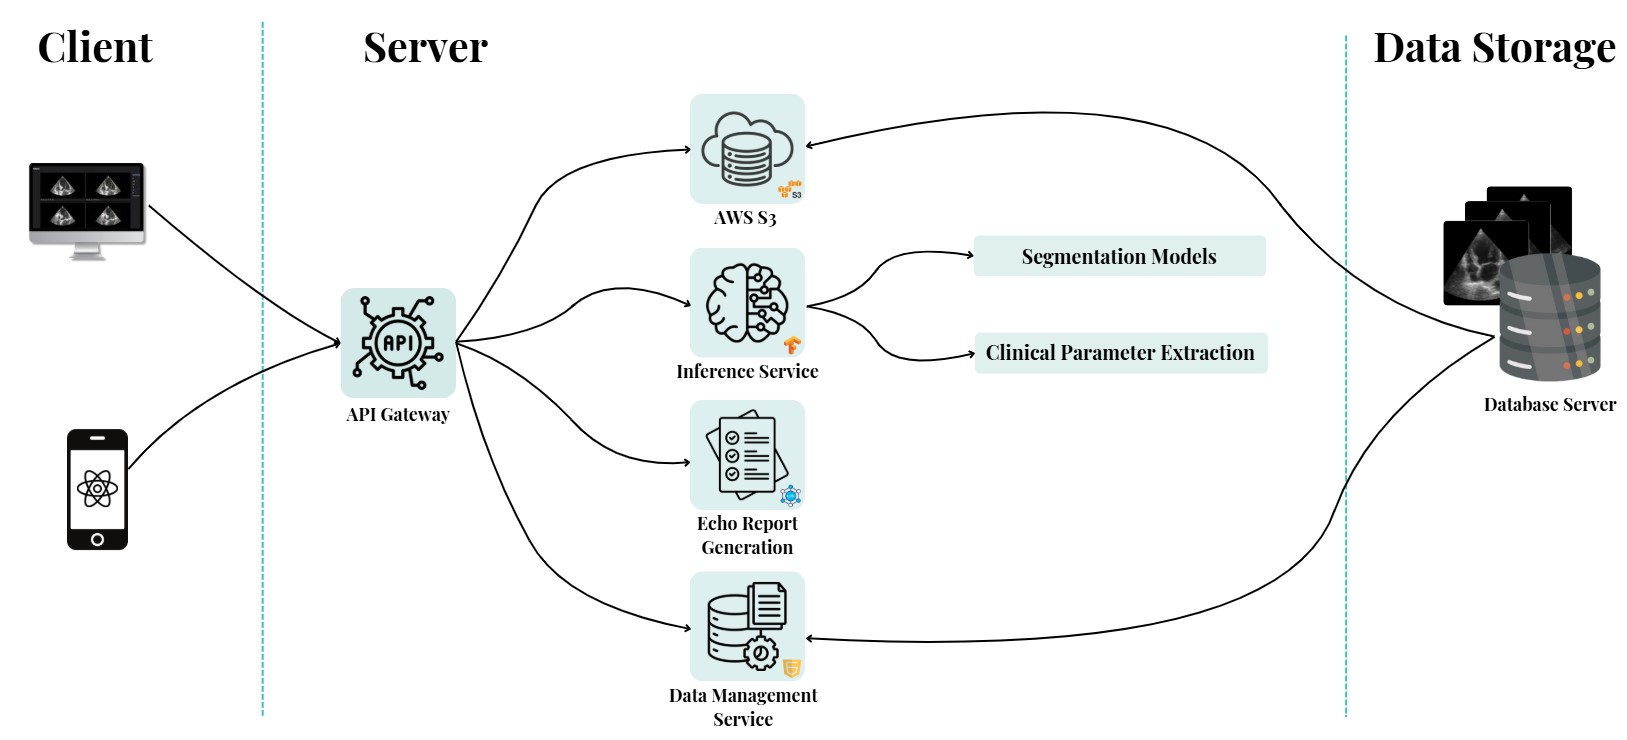 Client
Server
Data Storage
AWS S3
S3
Segmentation Models
Inference Service
Clinical Parameter Extraction
API
API Gateway
Database Server
Echo Report
Generation
Data Management
Service